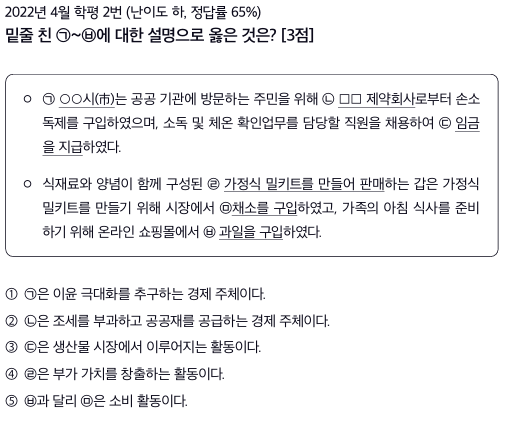 2022년 4월 학평 2번 (난이도 하, 정답률 65%)
밑줄 친 ㉠~㉥에 대한 설명으로 옳은 것은? [3점]
○ ㉠ ○○시(市)는 공공 기관에 방문하는 주민을 위해 ㉡ □□ 제약회사로부터 손소
독제를 구입하였으며, 소독 및 체온 확인업무를 담당할 직원을 채용하여 ㉢ 임금
을 지급하였다.
○ 식재료와 양념이 함께 구성된 ㉣ 가정식 밀키트를 만들어 판매하는 갑은 가정식
밀키트를 만들기 위해 시장에서 ㉤채소를 구입하였고, 가족의 아침 식사를 준비
하기 위해 온라인 쇼핑몰에서 ㉥ 과일을 구입하였다.
① ㉠은 이윤 극대화를 추구하는 경제 주체이다.
② ㉡은 조세를 부과하고 공공재를 공급하는 경제 주체이다.
③ ㉢은 생산물 시장에서 이루어지는 활동이다.
④ ㉣은 부가 가치를 창출하는 활동이다.
⑤ ㉥과 달리 ㉤은 소비 활동이다.